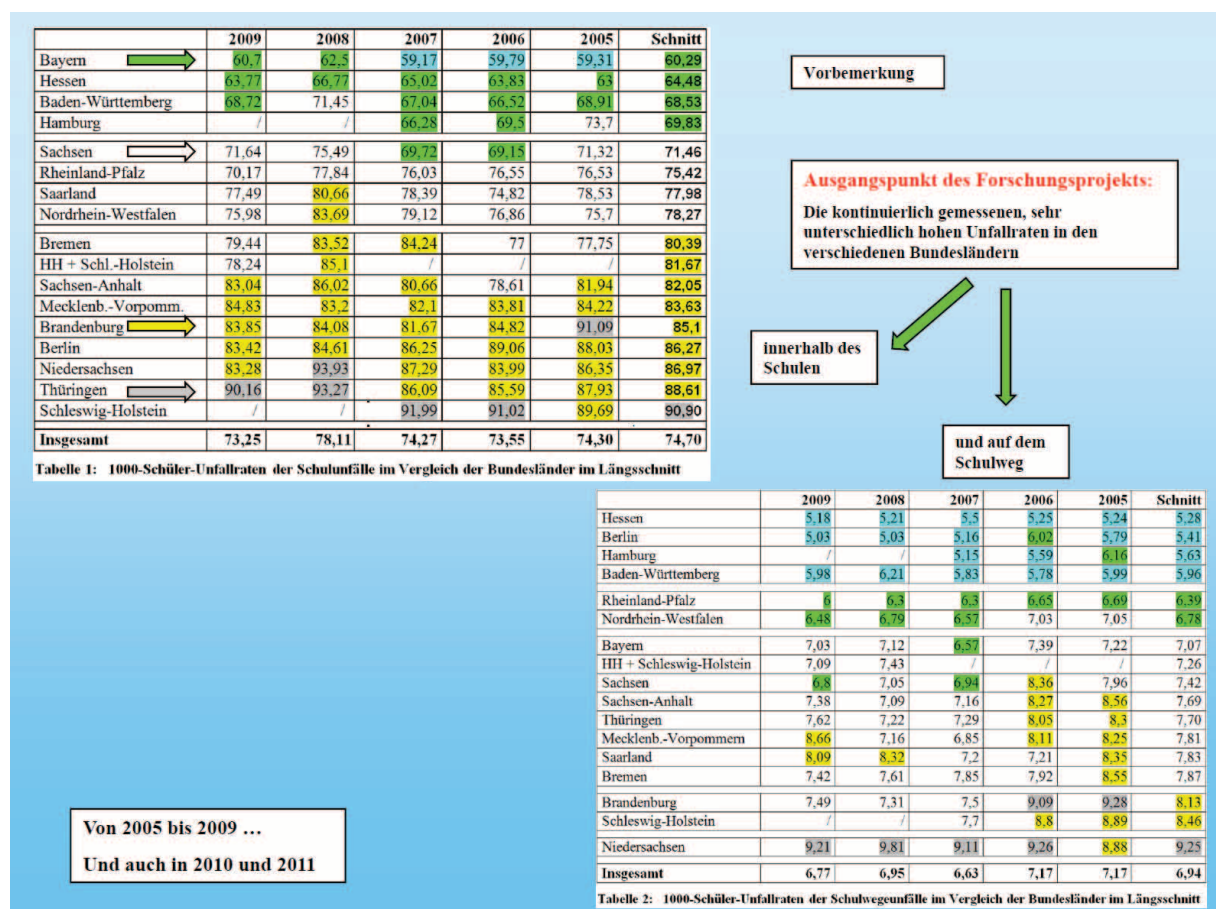 2009 2008 2007 2006 2005 Schnitt
Bayern 60,7 62,5 59,17 59,79 59,31 60,29
Hessen 63,77 66,77 65,02 63,83 63 64,48
Baden-Württemberg 68,72 71,45 67,04 66,52 68,91 68,53
Hamburg / / 66,28 69,5 73,7 69,83
Sachsen 71,64 75,49 69,72 69,15 71,32 71,46
Rheinland-Pfalz 70,17 77,84 76,03 76,55 76,53 75,42
Saarland 77,49 80,66 78,39 74,82 78,53 77,98
Nordrhein-Westfalen 75,98 83,69 79,12 76,86 75,7 78,27
Bremen 79,44 83,52 84,24 77 77,75 80,39
HH + Schl.-Holstein 78,24 85,1 / / / 81,67
Sachsen-Anhalt 83,04 86,02 80,66 78,61 81,94 82,05
Mecklenb.-Vorpomm. 84,83 83,2 82,1 83,81 84,22 83,63
Brandenburg 83,85 84,08 81,67 84,82 91,09 85,1
Berlin 83,42 84,61 86,25 89,06 88,03 86,27
Niedersachsen 83,28 93,93 87,29 83,99 86,35 86,97
Thüringen 90,16 93,27 86,09 85,59 87,93 88,61
Schleswig-Holstein / / 91,99 91,02 89,69 90,90
Insgesamt 73,25 78,11 74,27 73,55 74,30 74,70
Tabelle 1: 1000-Schüler-Unfallraten der Schulunfälle im Vergleich der Bundesländer im Längsschnitt
Vorbemerkung
Ausgangspunkt des Forschungsprojekts:
Die kontinuierlich gemessenen, sehr
unterschiedlich hohen Unfallraten in den
verschiedenen Bundesländern
innerhalb des
Schulen
und auf dem
Schulweg
2009 2008 2007 2006 2005 Schnitt
Hessen 5,18 5,21 5,5 5,25 5,24 5,28
Berlin 5,03 5,03 5,16 6,02 5,79 5,41
Hamburg / / 5,15 5,59 6,16 5,63
Baden-Württemberg 5,98 6,21 5,83 5,78 5,99 5,96
Rheinland-Pfalz 6 6,3 6,3 6,65 6,69 6,39
Nordrhein-Westfalen 6,48 6,79 6,57 7,03 7,05 6,78
Bayern 7,03 7,12 6,57 7,39 7,22 7,07
HH + Schleswig-Holstein 7,09 7,43 / / / 7,26
Sachsen 6,8 7,05 6,94 8,36 7,96 7,42
Sachsen-Anhalt 7,38 7,09 7,16 8,27 8,56 7,69
Thüringen 7,62 7,22 7,29 8,05 8,3 7,70
Mecklenb.-Vorpommern 8,66 7,16 6,85 8,11 8,25 7,81
Saarland 8,09 8,32 7,2 7,21 8,35 7,83
Bremen 7,42 7,61 7,85 7,92 8,55 7,87
Brandenburg 7,49 7,31 7,5 9,09 9,28 8,13
Schleswig-Holstein / / 7,7 8,8 8,89 8,46
Niedersachsen 9,21 9,81 9,11 9,26 8,88 9,25
Insgesamt 6,77 6,95 6,63 7,17 7,17 6,94
Tabelle 2: 1000-Schüler-Unfallraten der Schulwegeunfälle im Vergleich der Bundesländer im Längsschnitt
Von 2005 bis 2009 …
Und auch in 2010 und 2011